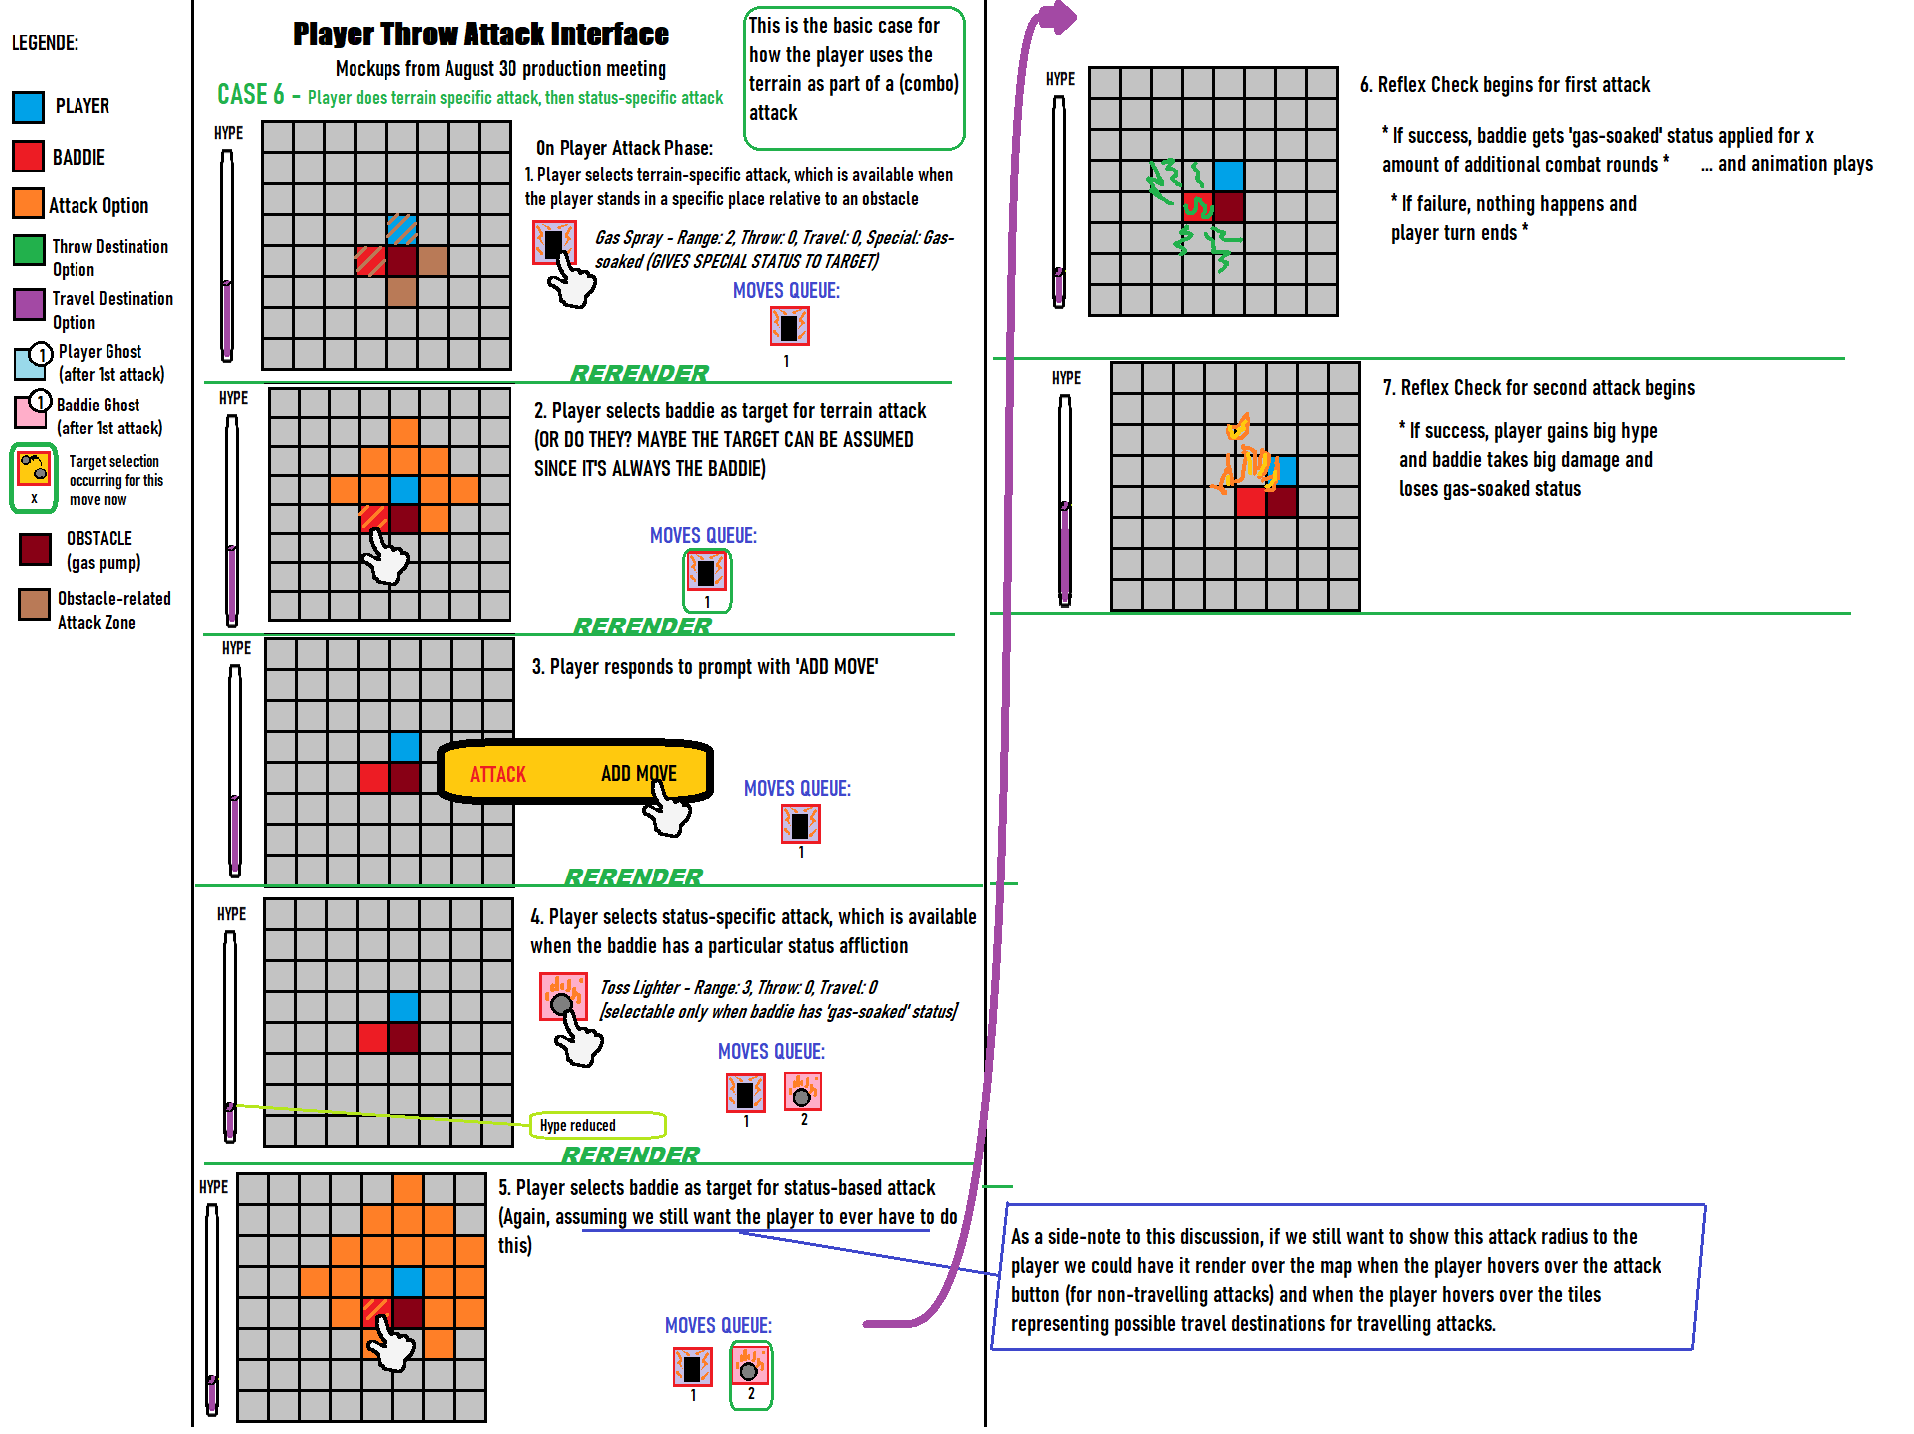 LEGENDE:
PLAYER
BADDIE
Attack Option
Throw Destination
Option
Travel Destination
Option
1
Player Ghost
(after 1st attack)
1
Baddie Ghost
(after 1st attack)
Target selection
occurring for this
move now
x
OBSTACLE
(gas pump)
Obstacle-related
Attack Zone
Player Throw Attack Interface
Mockups from August 30 production meeting
CASE 6 - Player does terrain specific attack, then status-specific attack
This is the basic case for
how the player uses the
terrain as part of a (combo)
attack
HYPE
On Player Attack Phase:
1. Player selects terrain-specific attack, which is available when
the player stands in a specific place relative to an obstacle
Gas Spray - Range: 2, Throw: 0, Travel: 0, Special: Gas-
soaked (GIVES SPECIAL STATUS TO TARGET)
MOVES QUEUE:
1
RERENDER
HYPE
2. Player selects baddie as target for terrain attack
(OR DO THEY? MAYBE THE TARGET CAN BE ASSUMED
SINCE IT'S ALWAYS THE BADDIE)
MOVES QUEUE:
1
RERENDER
HYPE
3. Player responds to prompt with 'ADD MOVE'
ATTACK ADD MOVE
MOVES QUEUE:
1
RERENDER
HYPE
4. Player selects status-specific attack, which is available
when the baddie has a particular status affliction
Toss Lighter - Range: 3, Throw: 0, Travel: 0
[selectable only when baddie has 'gas-soaked' status]
MOVES QUEUE:
1 2
Hype reduced
RERENDER
HYPE
5. Player selects baddie as target for status-based attack
(Again, assuming we still want the player to ever have to do
this)
MOVES QUEUE:
1 2
HYPE
6. Reflex Check begins for first attack
* If success, baddie gets 'gas-soaked' status applied for x
amount of additional combat rounds * ... and animation plays
* If failure, nothing happens and
player turn ends *
HYPE
7. Reflex Check for second attack begins
* If success, player gains big hype
and baddie takes big damage and
loses gas-soaked status
As a side-note to this discussion, if we still want to show this attack radius to the
player we could have it render over the map when the player hovers over the attack
button (for non-travelling attacks) and when the player hovers over the tiles
representing possible travel destinations for travelling attacks.